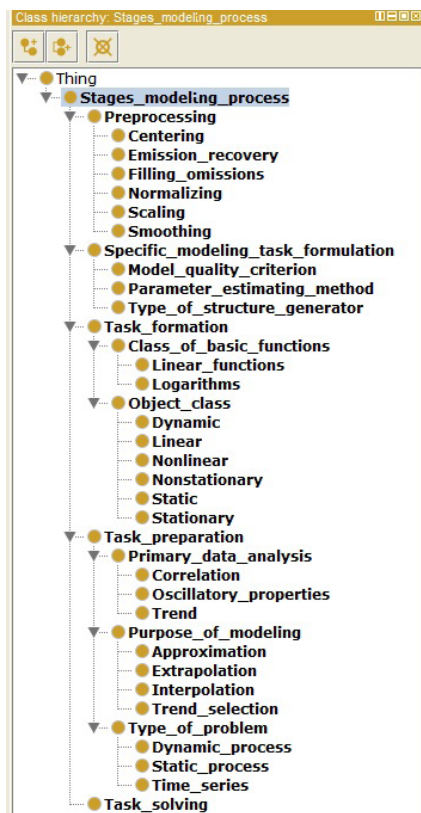 Class hierarchy: Stages_modeling_process
Thing
Stages_modeling_process
Preprocessing
Centering
Emission_recovery
Filling_omissions
Normalizing
Scaling
Smoothing
Specific_modeling_task_formulation
Model_quality_criterion
Parameter_estimating_method
Type_of_structure_generator
Task_formation
Class_of_basic_functions
Linear_functions
Logarithms
Object_class
Dynamic
Linear
Nonlinear
Nonstationary
Static
Stationary
Task_preparation
Primary_data_analysis
Correlation
Oscillatory_properties
Trend
Purpose_of_modeling
Approximation
Extrapolation
Interpolation
Trend_selection
Type_of_problem
Dynamic_process
Static_process
Time_series
Task_solving